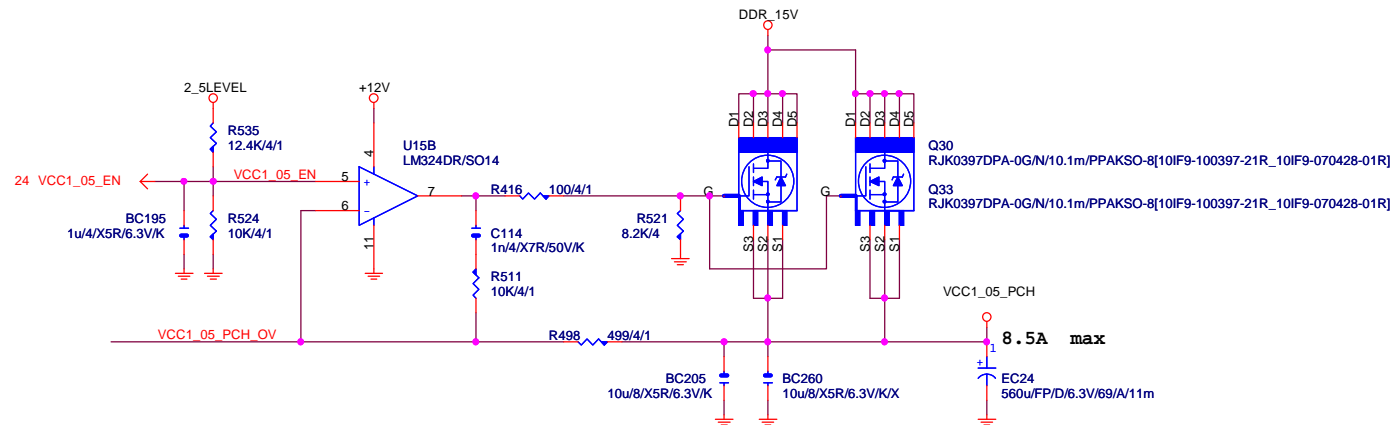 DDR_15V
2_5LEVEL
+12V
R535
12.4K/4/1
4
U15B
LM324DR/SO14
D1
D2
D3
D4
D5
D1
D2
D3
D4
D5
Q30
RJK0397DPA-0G/N/10.1m/PPAKSO-8[10IF9-100397-21R_10IF9-070428-01R]
Q33
RJK0397DPA-0G/N/10.1m/PPAKSO-8[10IF9-100397-21R_10IF9-070428-01R]
24 VCC1_05_EN
VCC1_05_EN
5
+
7
6
-
11
R416
100/4/1
G
G
BC195
1u/4/X5R/6.3V/K
R524
10K/4/1
C114
1n/4/X7R/50V/K
R521
8.2K/4
S3
S2
S1
S3
S2
S1
R511
10K/4/1
VCC1_05_PCH
VCC1_05_PCH_OV
R498
499/4/1
8.5A max
1
+
BC205
10u/8/X5R/6.3V/K
BC260
10u/8/X5R/6.3V/K/X
EC24
560u/FP/D/6.3V/69/A/11m